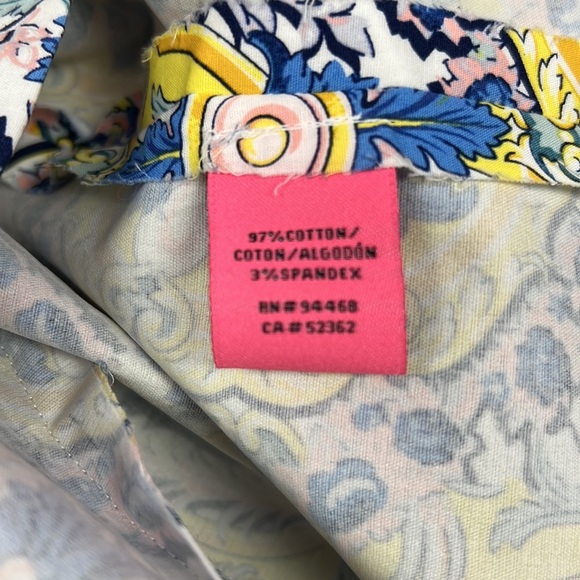 97%COTTON/
COTON/ALGODÓN
3%SPANDEX
RN# 94468
CA# 52362